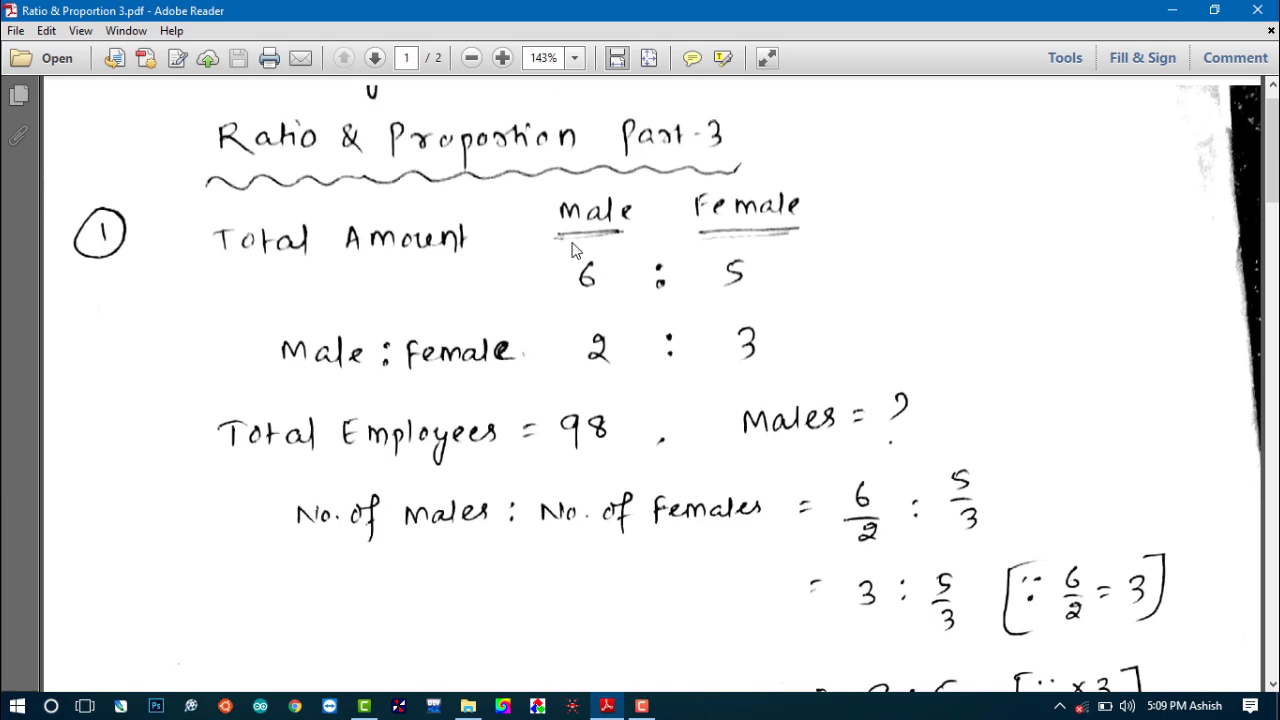 Ratio & Proportion 3.pdf - Adobe Reader
File Edit View Window Help
Open 1 / 2 143% Tools Fill & Sign Comment
Ratio & Proportion Part-3
① Total Amount Male Female
6 : 5
Male : Female 2 : 3
Total Employees = 98 , Males = ?
No. of males : No. of Females = 6/2 : 5/3
= 3 : 5/3 [∵ 6/2 = 3]
[∵ x3]
5:09 PM Ashish